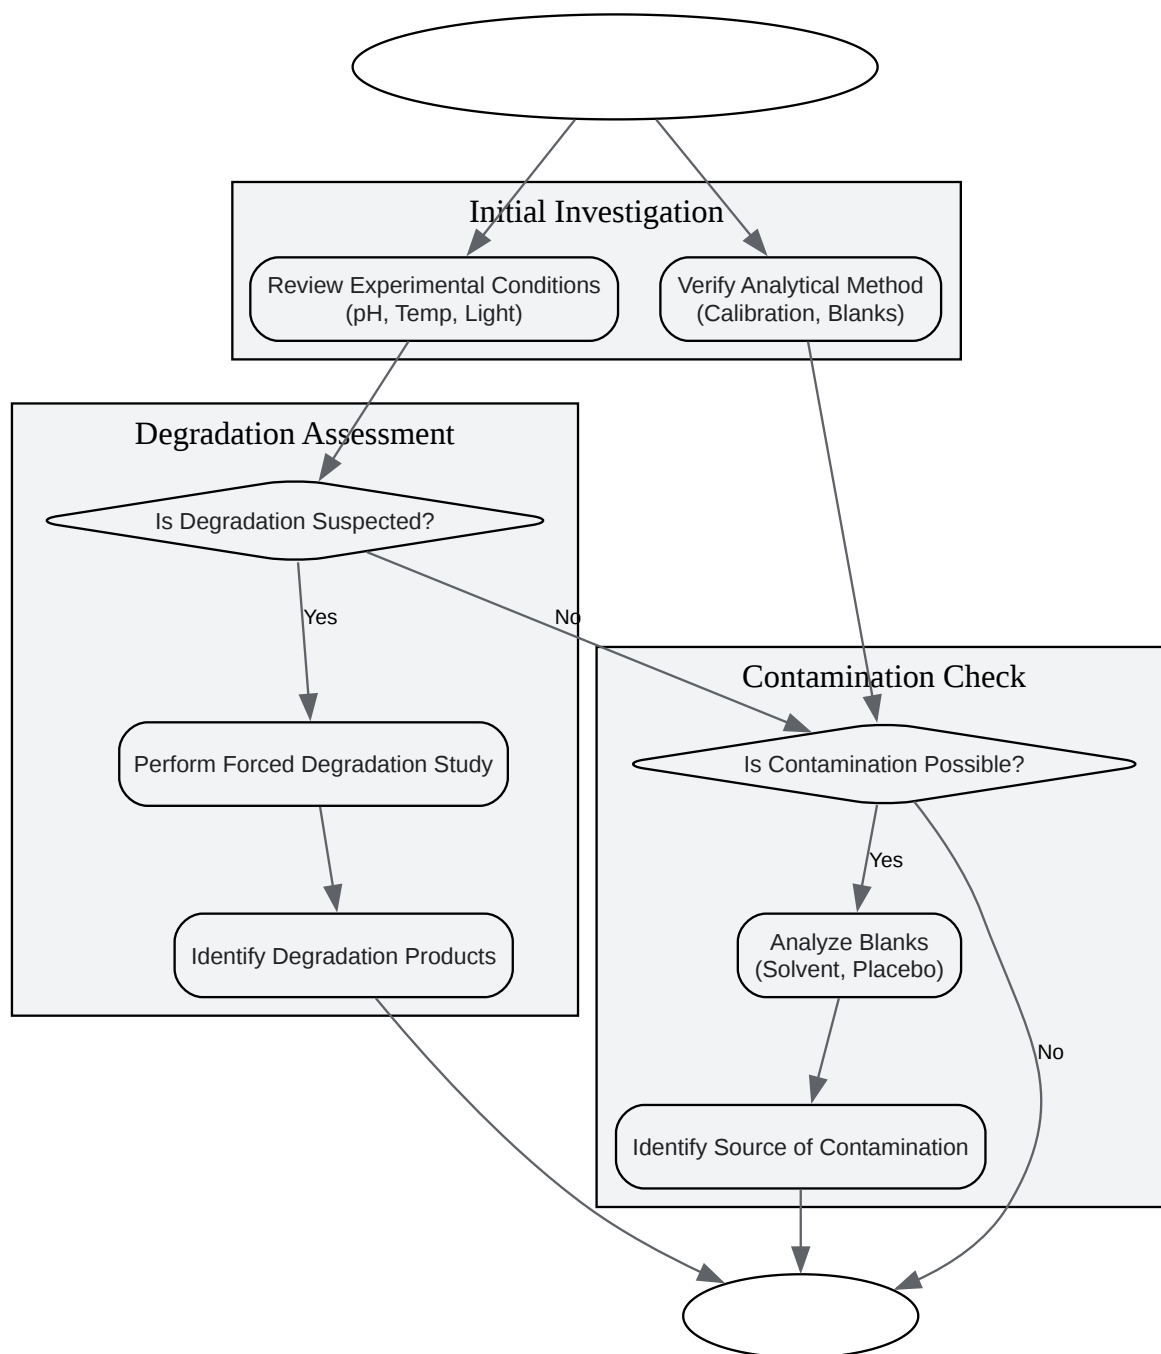 Initial Investigation
Review Experimental Conditions
(pH, Temp, Light)
Verify Analytical Method
(Calibration, Blanks)
Degradation Assessment
Is Degradation Suspected?
Yes
No
Contamination Check
Perform Forced Degradation Study
Is Contamination Possible?
Yes
Identify Degradation Products
Analyze Blanks
(Solvent, Placebo)
No
Identify Source of Contamination